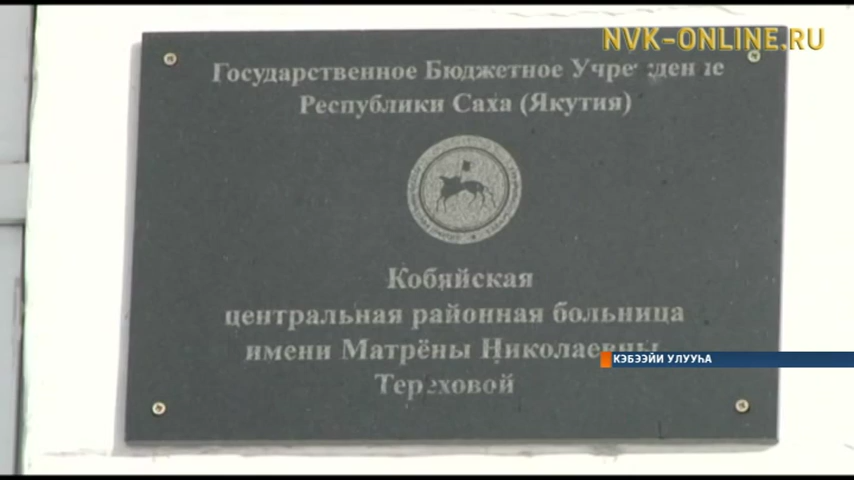 NVK-ONLINE.RU
Государственное Бюджетное Учреждение
Республики Саха (Якутия)
Кобяйская
центральная районная больница
имени Матрёны Николаевны
КЭБЭЭЙИ УЛУУҺА
Тереховой